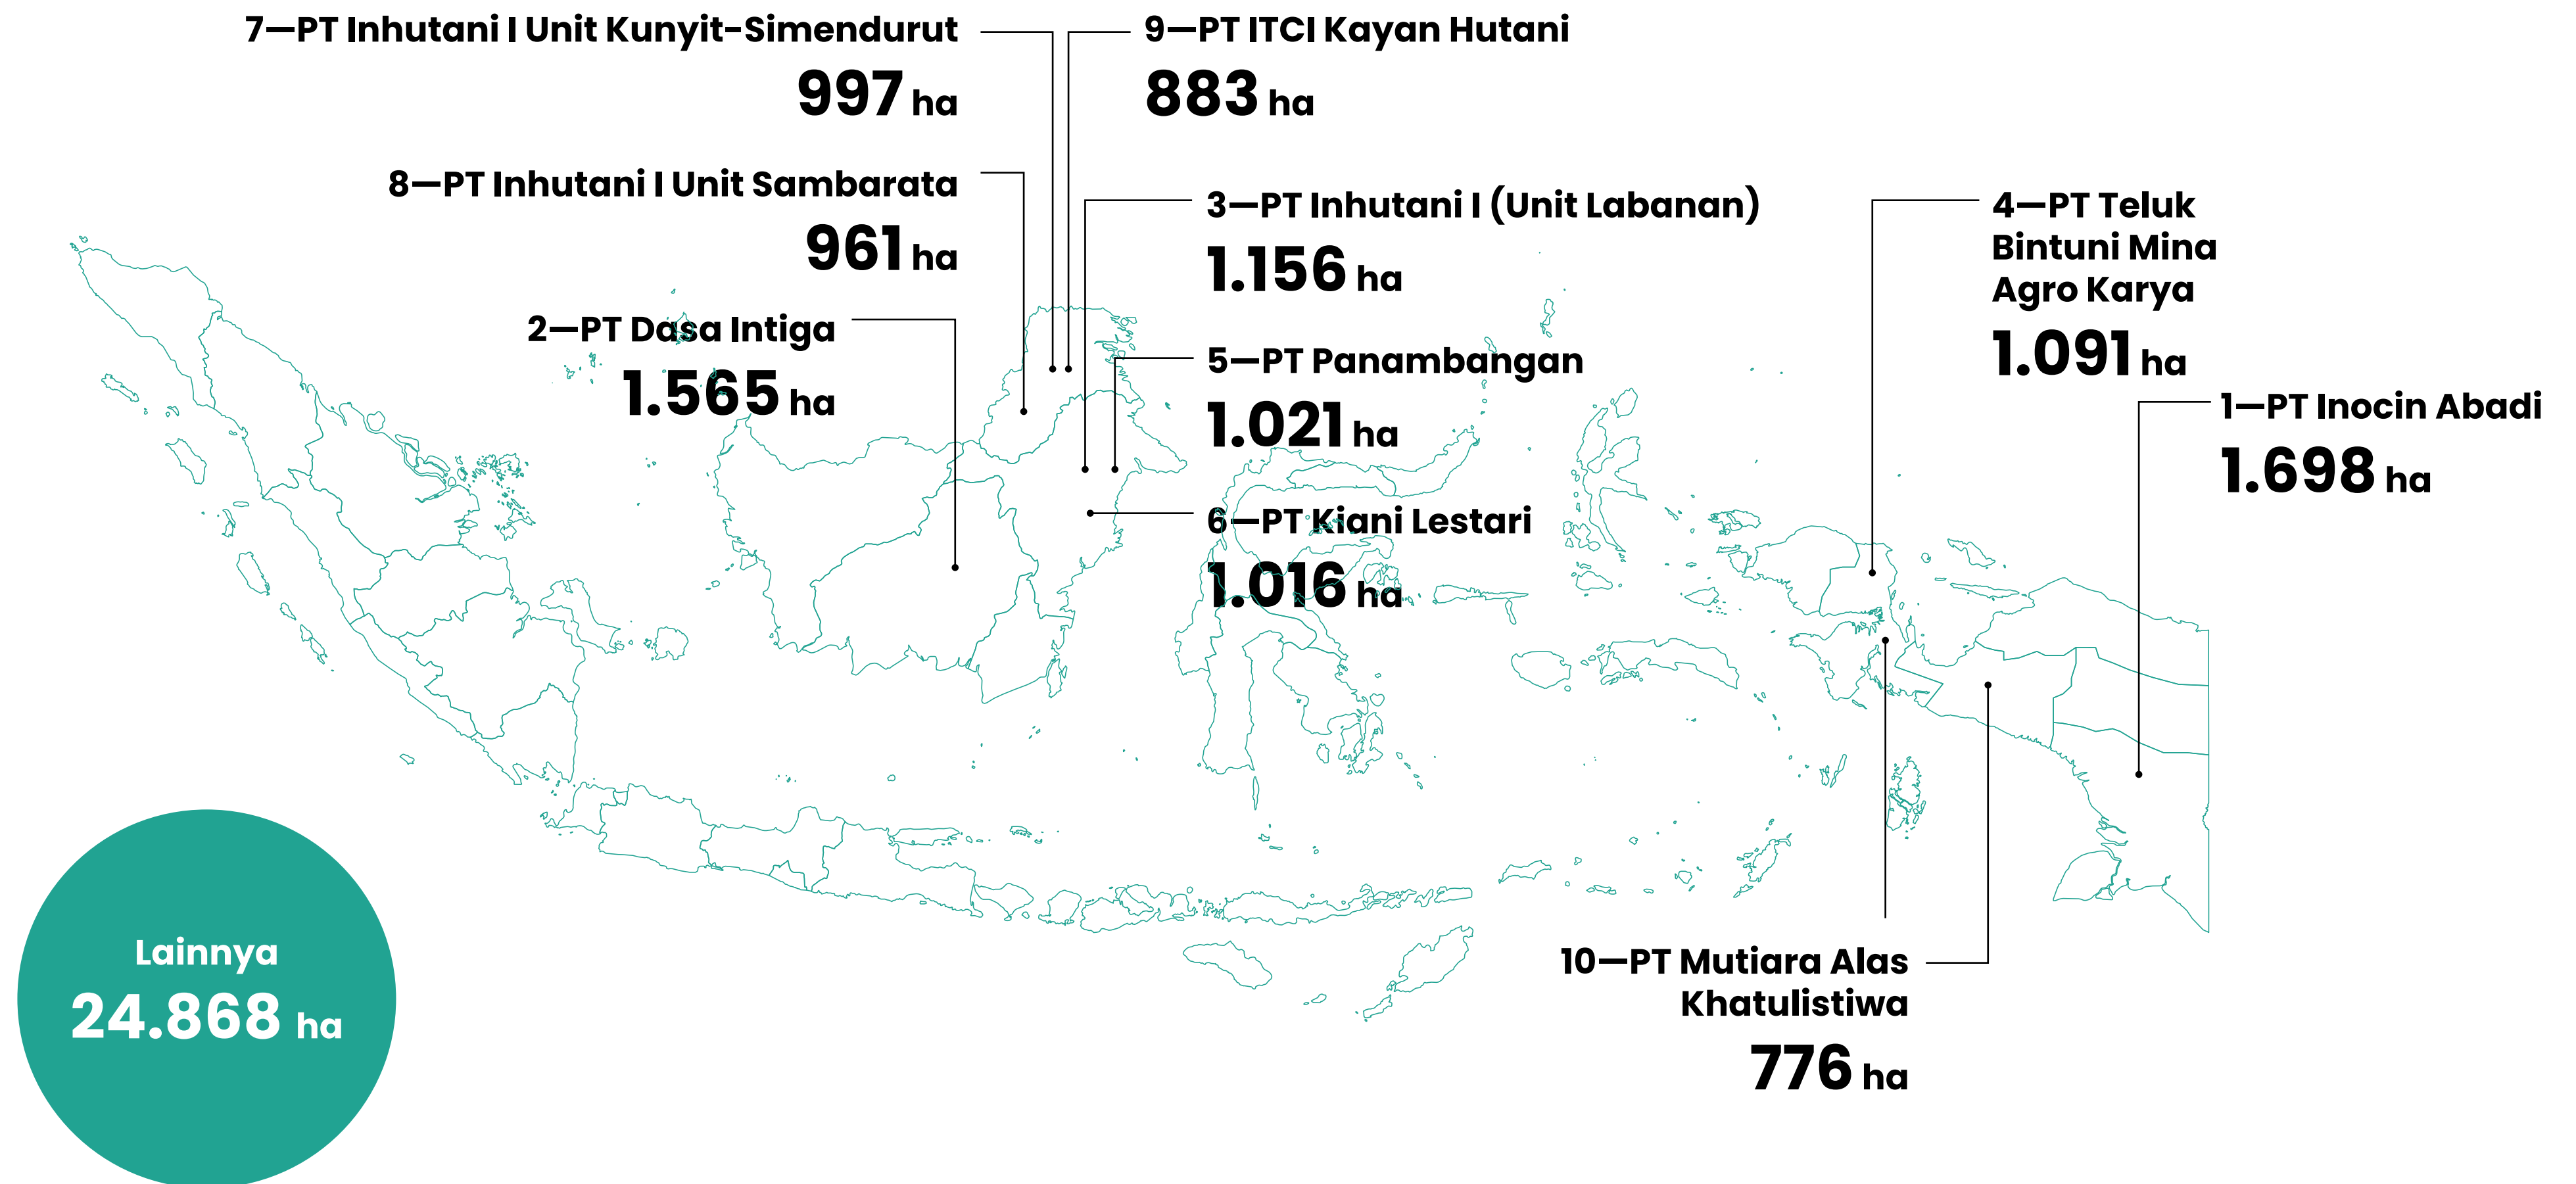 7—PT Inhutani I Unit Kunyit-Simendurut
997 ha
9—PT ITCI Kayan Hutani
883 ha
8—PT Inhutani I Unit Sambarata
961 ha
3—PT Inhutani I (Unit Labanan)
1.156 ha
4—PT Teluk
Bintuni Mina
Agro Karya
1.091 ha
2—PT Dasa Intiga
1.565 ha
5—PT Panambangan
1.021 ha
1—PT Inocin Abadi
1.698 ha
6—PT Kiani Lestari
1.016 ha
Lainnya
24.868 ha
10—PT Mutiara Alas
Khatulistiwa
776 ha